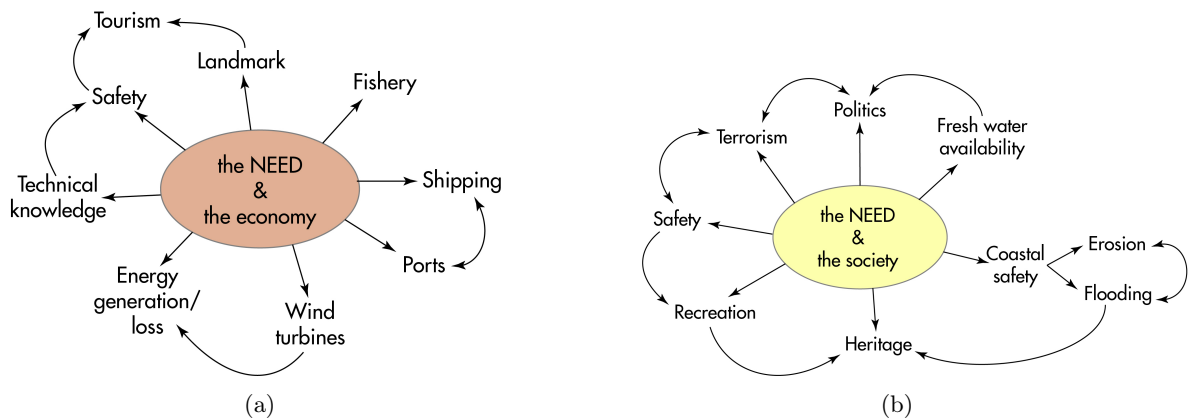 Tourism
Landmark
Fishery
Safety
the NEED
&
the economy
Technical
knowledge
Shipping
Ports
Energy
generation/
loss
Wind
turbines
(a)
Politics
Terrorism
Fresh water
availability
Safety
the NEED
&
the society
Coastal
safety
Erosion
Flooding
Recreation
Heritage
(b)